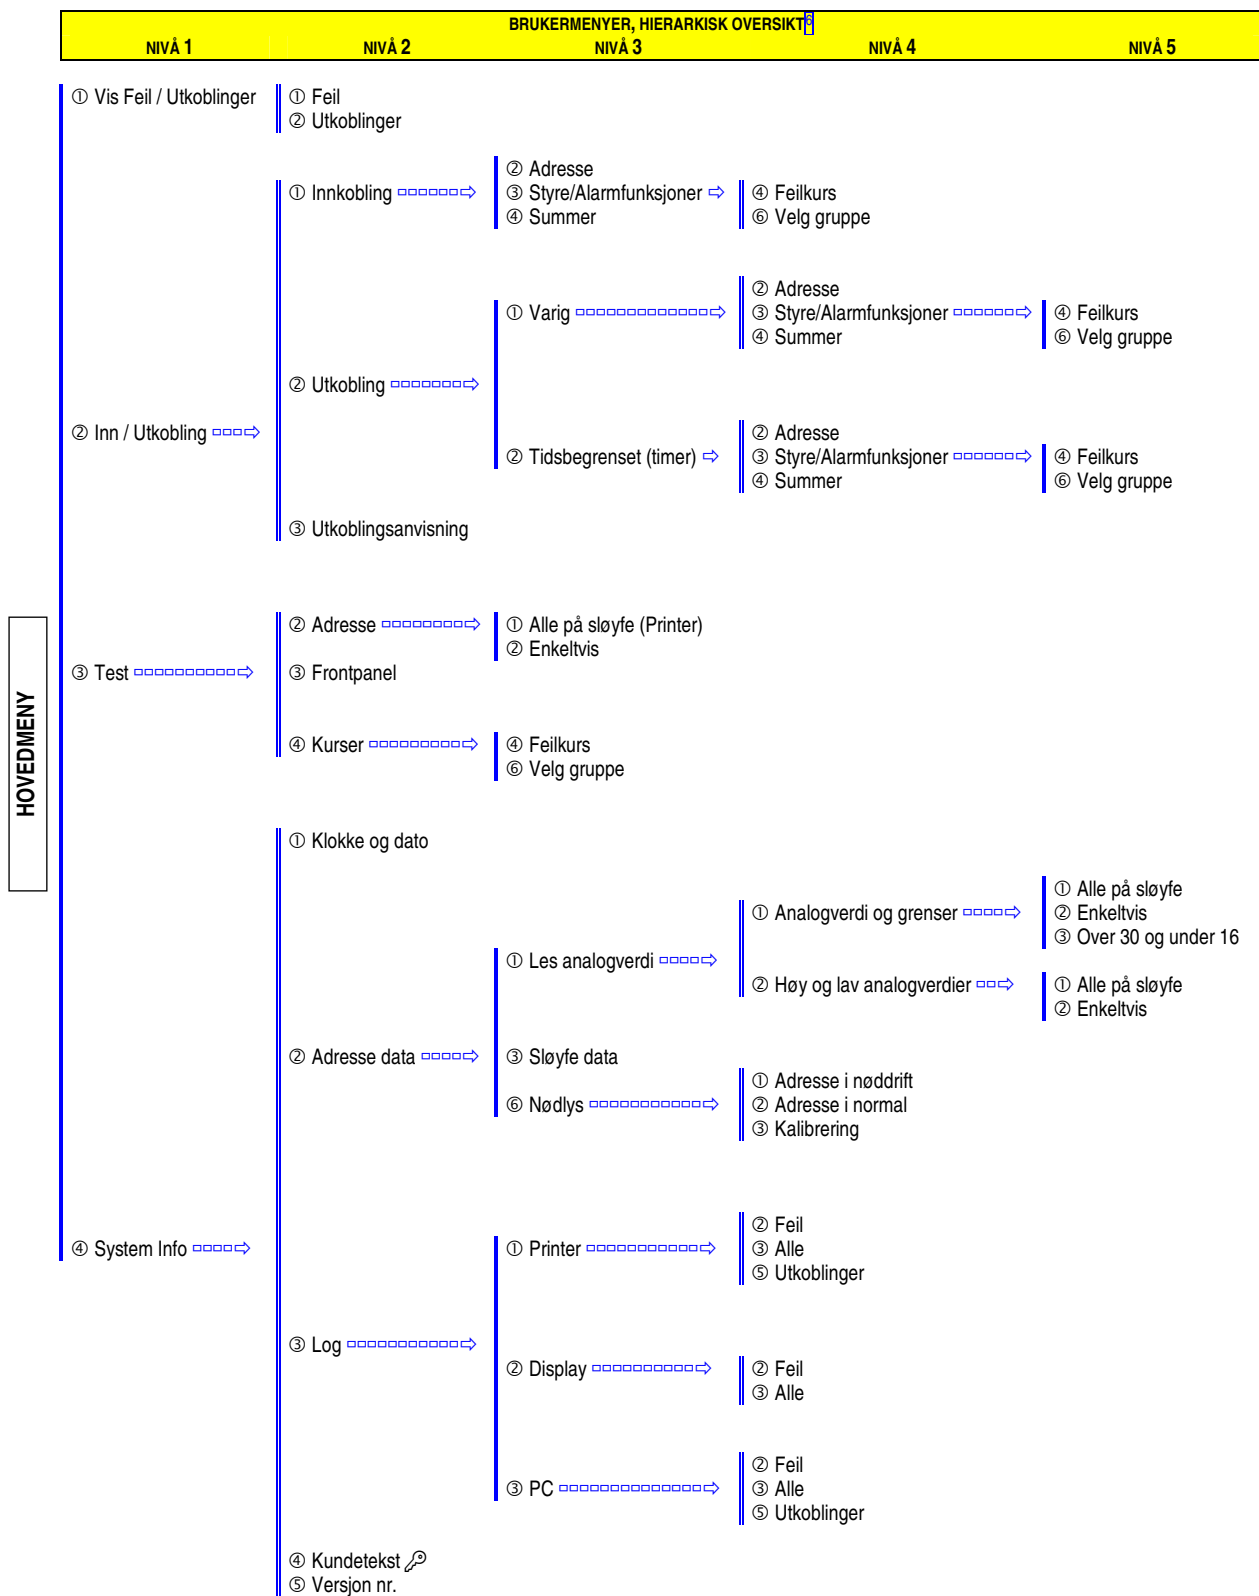 BRUKERMENYER, HIERARKISK OVERSIKT6
NIVÅ 1 NIVÅ 2 NIVÅ 3 NIVÅ 4 NIVÅ 5
① Vis Feil / Utkoblinger ① Feil
② Utkoblinger
② Adresse
① Innkobling ③ Styre/Alarmfunksjoner ④ Feilkurs
④ Summer ⑥ Velg gruppe
② Adresse
① Varig ③ Styre/Alarmfunksjoner ④ Feilkurs
④ Summer ⑥ Velg gruppe
② Utkobling
② Inn / Utkobling ② Adresse
② Tidsbegrenset (timer) ③ Styre/Alarmfunksjoner ④ Feilkurs
④ Summer ⑥ Velg gruppe
③ Utkoblingsanvisning
② Adresse ① Alle på sløyfe (Printer)
② Enkeltvis
③ Test ③ Frontpanel
HOVEDMENY
④ Kurser ④ Feilkurs
⑥ Velg gruppe
① Klokke og dato
① Alle på sløyfe
① Analogverdi og grenser ② Enkeltvis
③ Over 30 og under 16
① Les analogverdi
② Høy og lav analogverdier ① Alle på sløyfe
② Enkeltvis
② Adresse data ③ Sløyfe data
① Adresse i nøddrift
⑥ Nødlys ② Adresse i normal
③ Kalibrering
② Feil
④ System Info ① Printer ③ Alle
⑤ Utkoblinger
③ Log
② Display ② Feil
③ Alle
② Feil
③ PC ③ Alle
⑤ Utkoblinger
④ Kundetekst
⑤ Versjon nr.